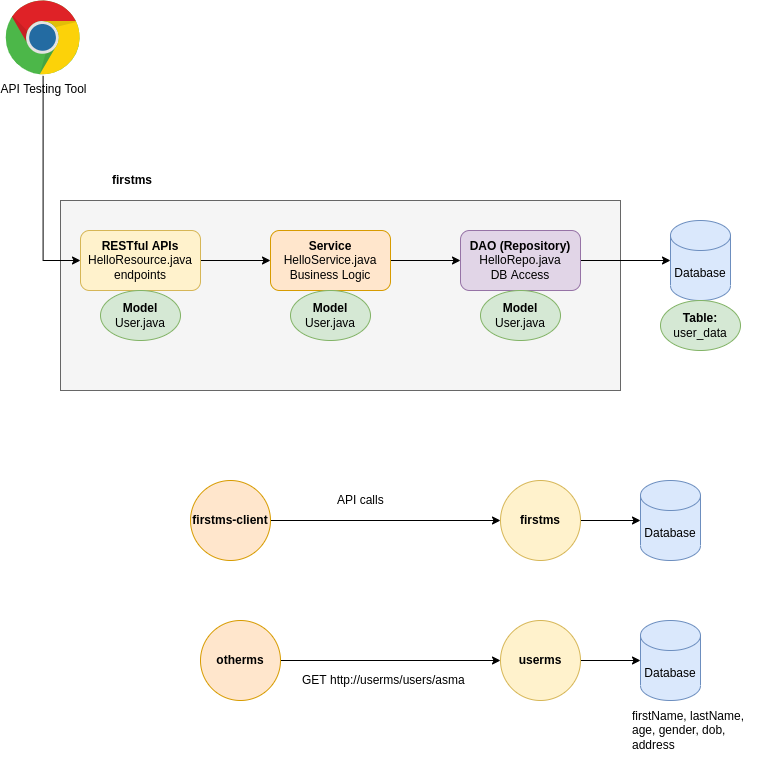 API Testing Tool
firstms
RESTful APIs
HelloResource.java
endpoints
Service
HelloService.java
Business Logic
DAO (Repository)
HelloRepo.java
DB Access
Database
Model
User.java
Model
User.java
Model
User.java
Table:
user_data
firstms-client
API calls
firstms
Database
otherms
GET http://userms/users/asma
userms
Database
firstName, lastName,
age, gender, dob,
address